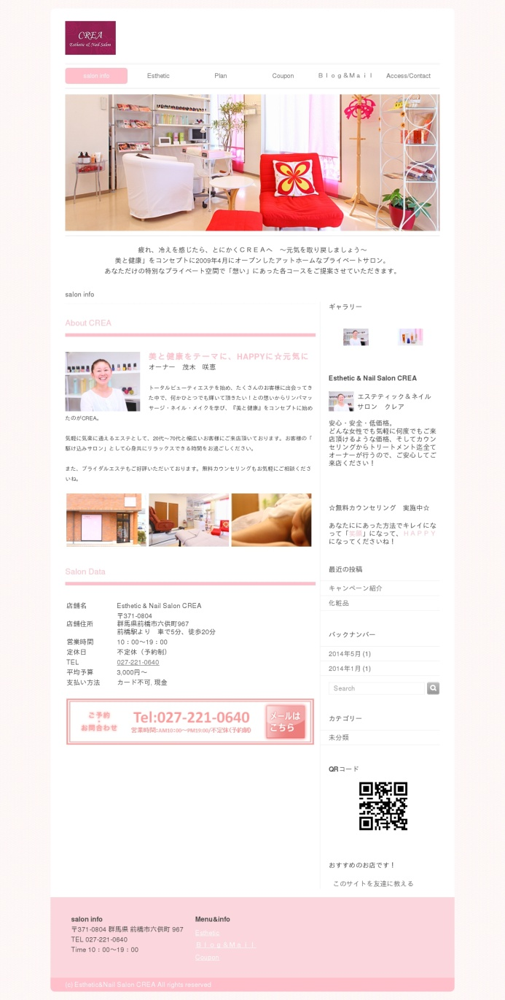 CREA
Esthetic & Nail Salon
salon info
Esthetic
Plan
Coupon
Ｂｌｏｇ＆Ｍａｉｌ
Access/Contact
疲れ、冷えを感じたら、とにかくＣＲＥＡへ　～元気を取り戻しましょう～
美と健康」をコンセプトに2009年4月にオープンしたアットホームなプライベートサロン。
あなただけの特別なプライベート空間で「想い」にあった各コースをご提案させていただきます。
salon info
About CREA
美と健康をテーマに、HAPPYに☆元気に
オーナー　茂木　咲恵
トータルビューティエステを始め、たくさんのお客様に出会ってき
た中で、何かひとつでも輝いて頂きたい！との想いからリンパマッ
サージ・ネイル・メイクを学び、『美と健康』をコンセプトに始め
たのがCREA。
気軽に気楽に通えるエステとして、20代～70代と幅広いお客様にご来店頂いております。お客様の「
駆け込みサロン」として心身共にリラックスできる時間をお過ごしください。
また、ブライダルエステもご好評いただいております。無料カウンセリングもお気軽にご相談くださ
いね。
Salon Data
店舗名　Esthetic & Nail Salon CREA
〒371-0804
店舗住所　群馬県前橋市六供町967
前橋駅より　車で5分、徒歩20分
営業時間　10：00～19：00
定休日　不定休（予約制）
TEL　027-221-0640
平均予算　3,000円～
支払い方法　カード不可, 現金
ご予約
・
お問合わせ
Tel:027-221-0640
営業時間:AM10:00～PM19:00/不定休(予約制)
メールは
こちら
ギャラリー
Esthetic & Nail Salon CREA
エステティック＆ネイル
サロン　クレア
安心・安全・低価格。
どんな女性でも気軽に何度でもご来
店頂けるような価格、そしてカウン
セリングからトリートメント迄全て
オーナーが行うので、ご安心してご
来店ください！
☆無料カウンセリング　実施中☆
あなたににあった方法でキレイにな
って「笑顔」になって、ＨＡＰＰＹ
になってくださいね！
最近の投稿
キャンペーン紹介
化粧品
バックナンバー
2014年5月 (1)
2014年1月 (1)
Search
カテゴリー
未分類
QRコード
おすすめのお店です！
このサイトを友達に教える
salon info
〒371-0804 群馬県 前橋市六供町 967
TEL 027-221-0640
Time 10：00～19：00
Menu&info
Esthetic
Ｂｌｏｇ＆Ｍａｉｌ
Coupon
(c) Esthetic&Nail Salon CREA All rights reserved